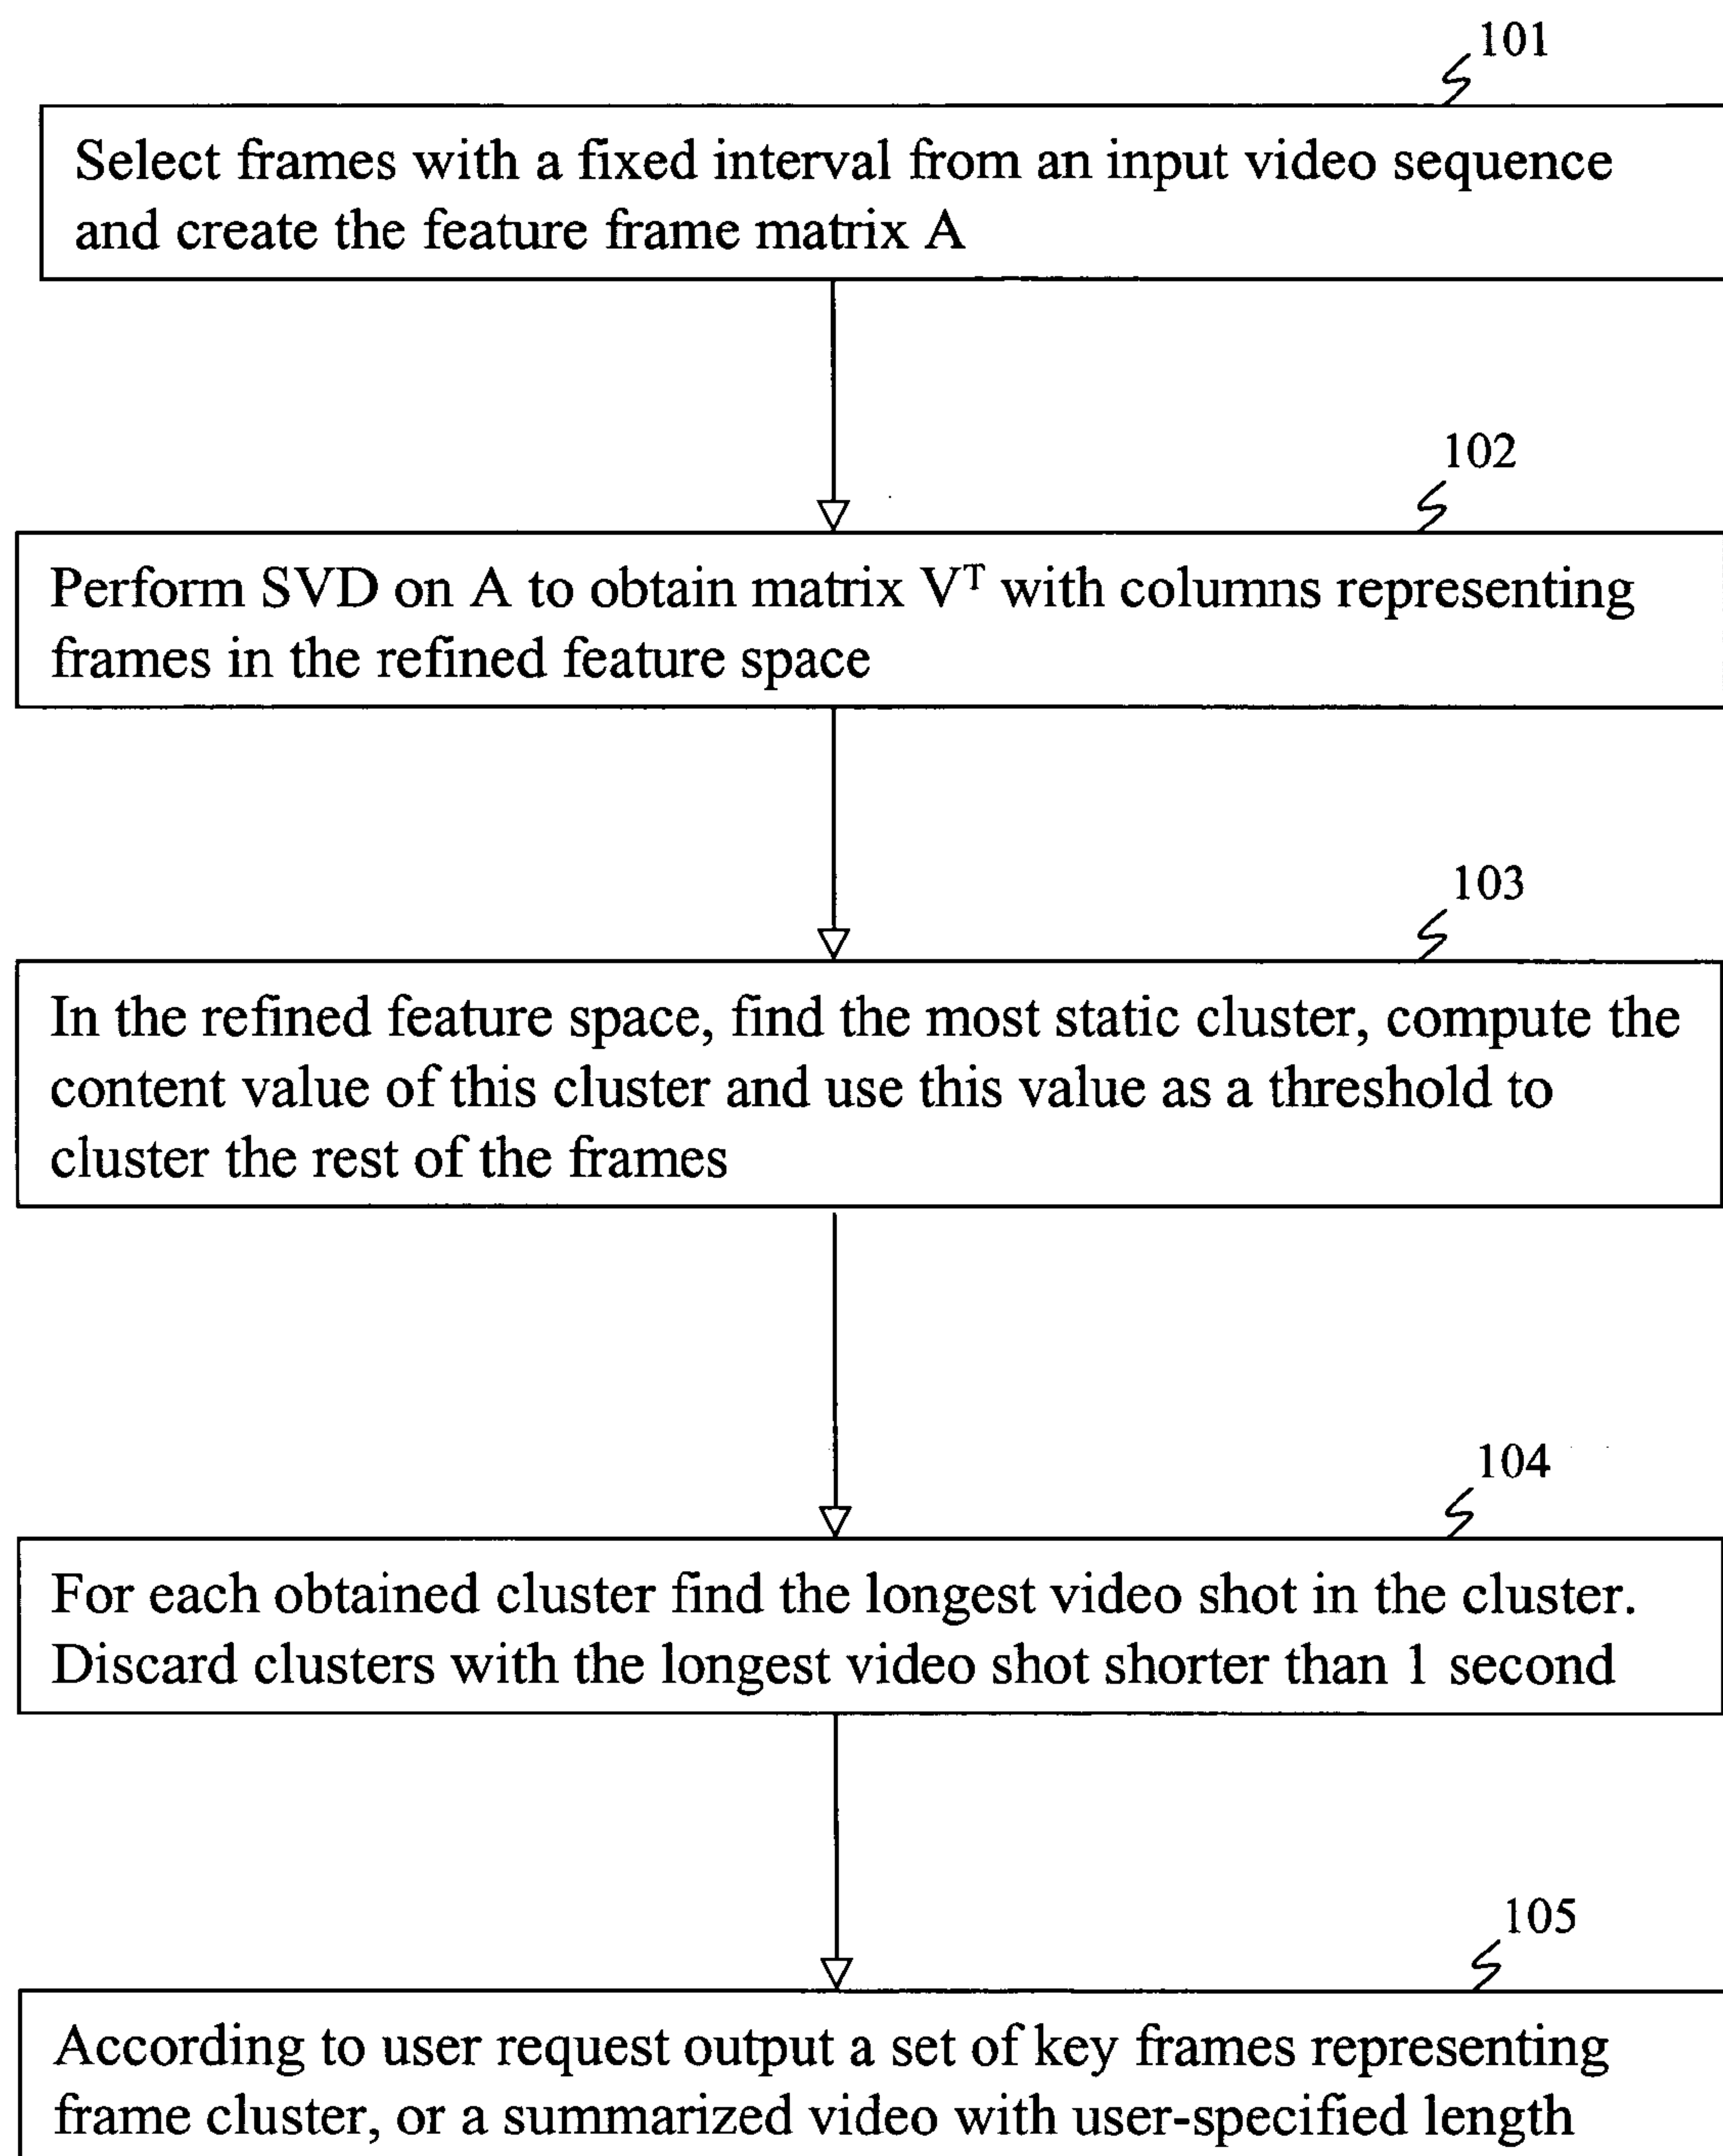 101
Select frames with a fixed interval from an input video sequence
and create the feature frame matrix A
102
Perform SVD on A to obtain matrix Vᵀ with columns representing
frames in the refined feature space
103
In the refined feature space, find the most static cluster, compute the
content value of this cluster and use this value as a threshold to
cluster the rest of the frames
104
For each obtained cluster find the longest video shot in the cluster.
Discard clusters with the longest video shot shorter than 1 second
105
According to user request output a set of key frames representing
frame cluster, or a summarized video with user-specified length